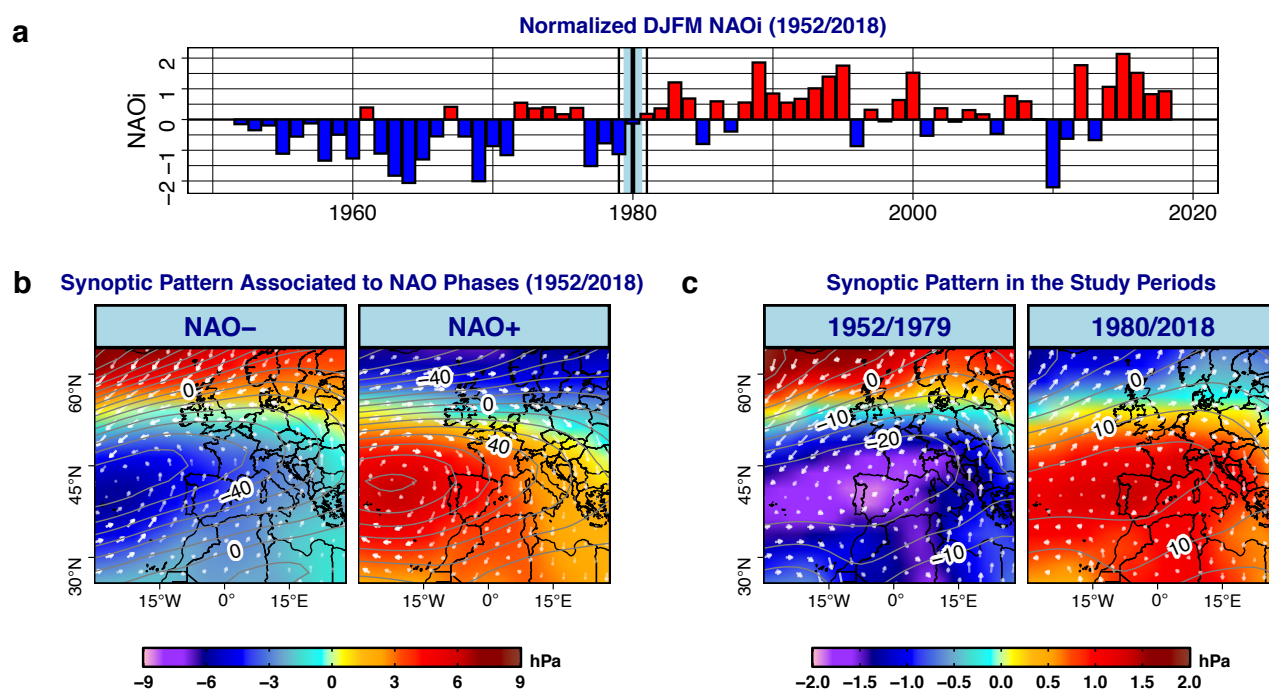 a
Normalized DJFM NAOi (1952/2018)
NAOi
2
1
0
−1
−2
1960
1980
2000
2020
b
Synoptic Pattern Associated to NAO Phases (1952/2018)
NAO−
NAO+
60°N
45°N
30°N
0
−40
0
−40
0
40
15°W
0°
15°E
15°W
0°
15°E
−9
−6
−3
0
3
6
9
hPa
c
Synoptic Pattern in the Study Periods
1952/1979
1980/2018
60°N
45°N
30°N
0
−10
−20
−10
0
10
10
15°W
0°
15°E
15°W
0°
15°E
−2.0
−1.5
−1.0
−0.5
0.0
0.5
1.0
1.5
2.0
hPa